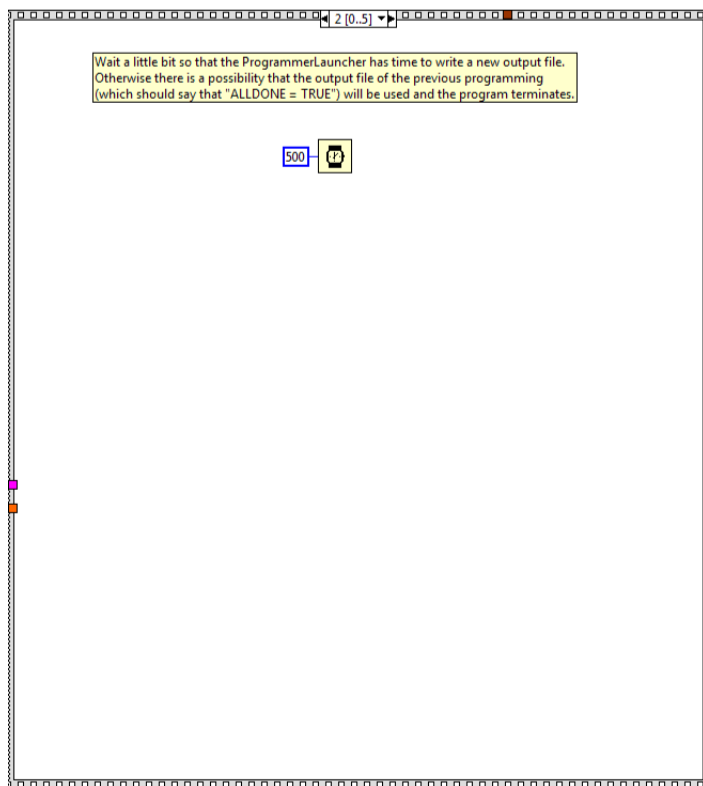 2 [0..5]
Wait a little bit so that the ProgrammerLauncher has time to write a new output file.
Otherwise there is a possibility that the output file of the previous programming
(which should say that "ALLDONE = TRUE") will be used and the program terminates.
500